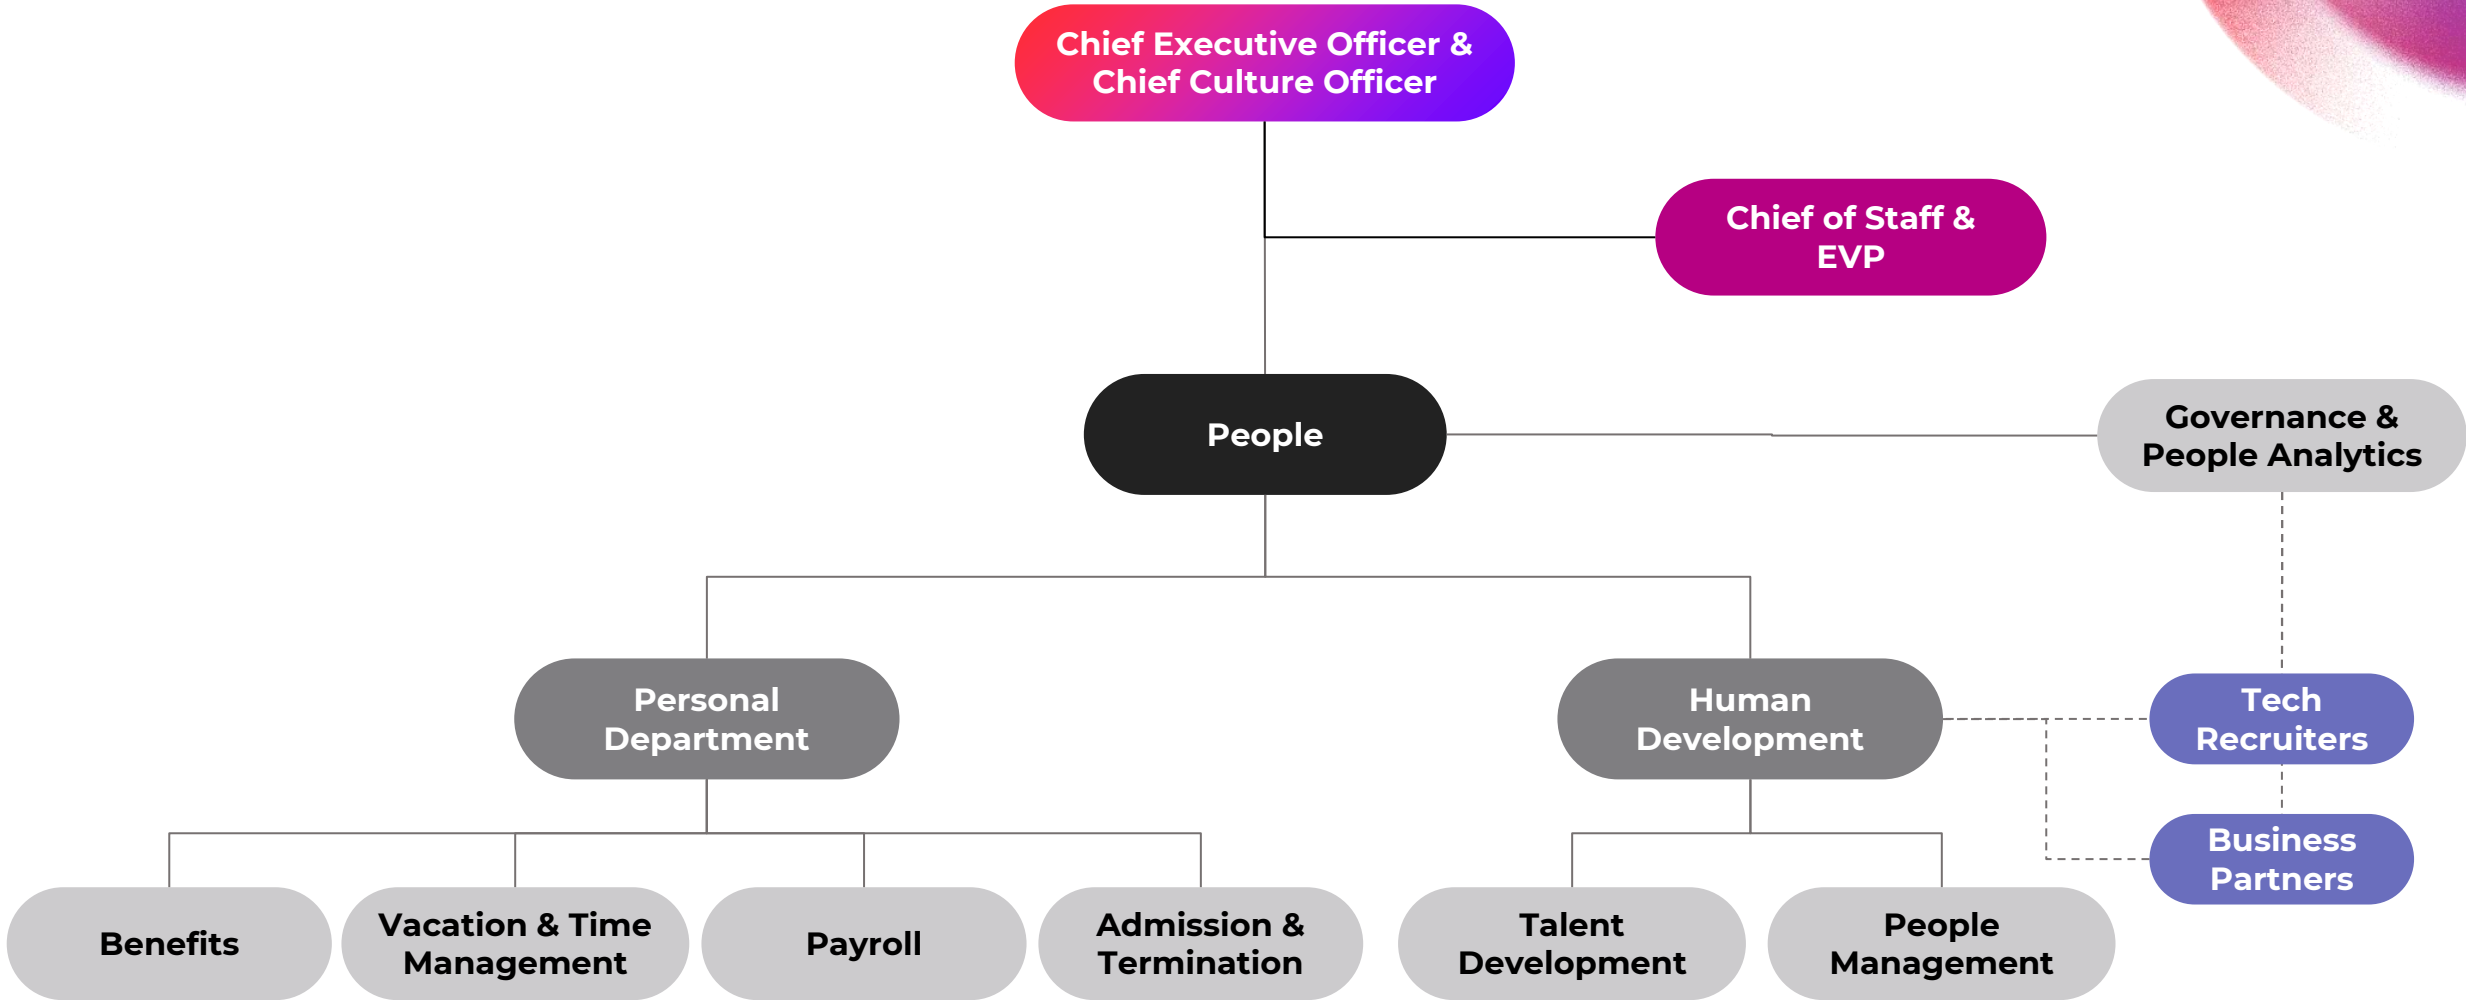 Chief Executive Officer &
Chief Culture Officer
Chief of Staff &
EVP
People
Governance &
People Analytics
Personal
Department
Human
Development
Tech
Recruiters
Business
Partners
Benefits
Vacation & Time
Management
Payroll
Admission &
Termination
Talent
Development
People
Management